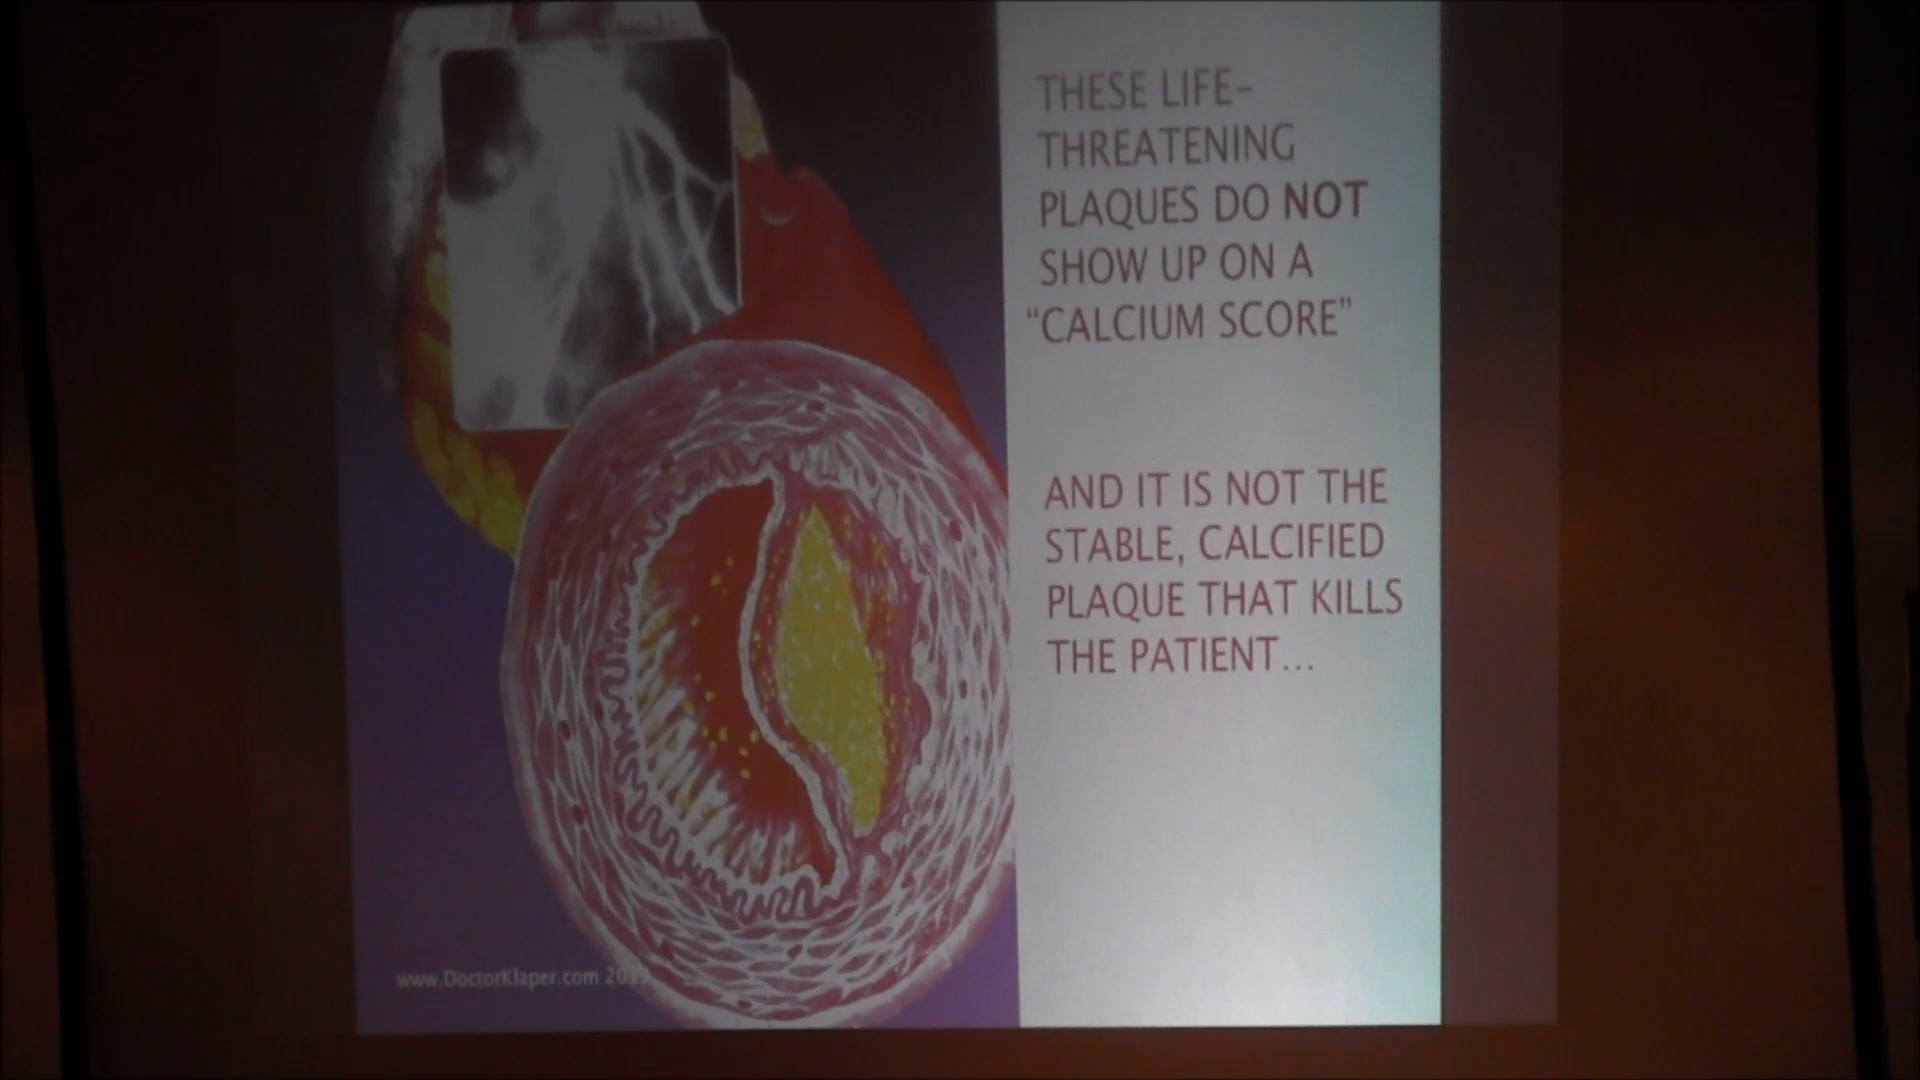 THESE LIFE-
THREATENING
PLAQUES DO NOT
SHOW UP ON A
“CALCIUM SCORE”
AND IT IS NOT THE
STABLE, CALCIFIED
PLAQUE THAT KILLS
THE PATIENT...
www.DoctorKlaper.com